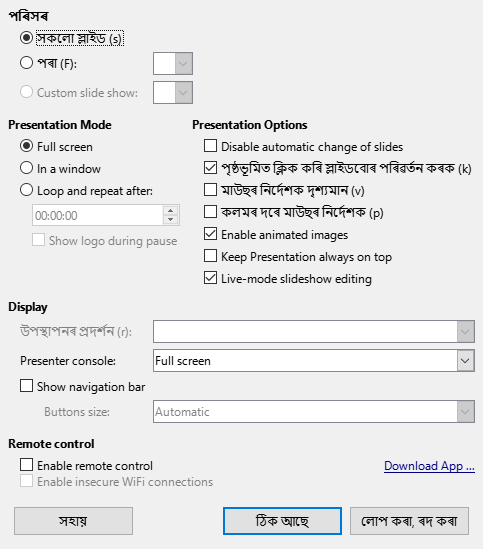 পৰিসৰ
সকলো স্লাইড (s)
পৰা (F):
Custom slide show:
Presentation Mode
Full screen
In a window
Loop and repeat after:
00:00:00
Show logo during pause
Presentation Options
Disable automatic change of slides
পৃষ্ঠভূমিত ক্লিক কৰি স্লাইডবোৰ পৰিৱৰ্তন কৰক (k)
মাউছৰ নিৰ্দেশক দৃশ্যমান (v)
কলমৰ দৰে মাউছৰ নিৰ্দেশক (p)
Enable animated images
Keep Presentation always on top
Live-mode slideshow editing
Display
উপস্থাপনৰ প্ৰদৰ্শন (r):
Presenter console: Full screen
Show navigation bar
Buttons size: Automatic
Remote control
Enable remote control Download App ...
Enable insecure WiFi connections
সহায় ঠিক আছে লোপ কৰা, ৰদ কৰা